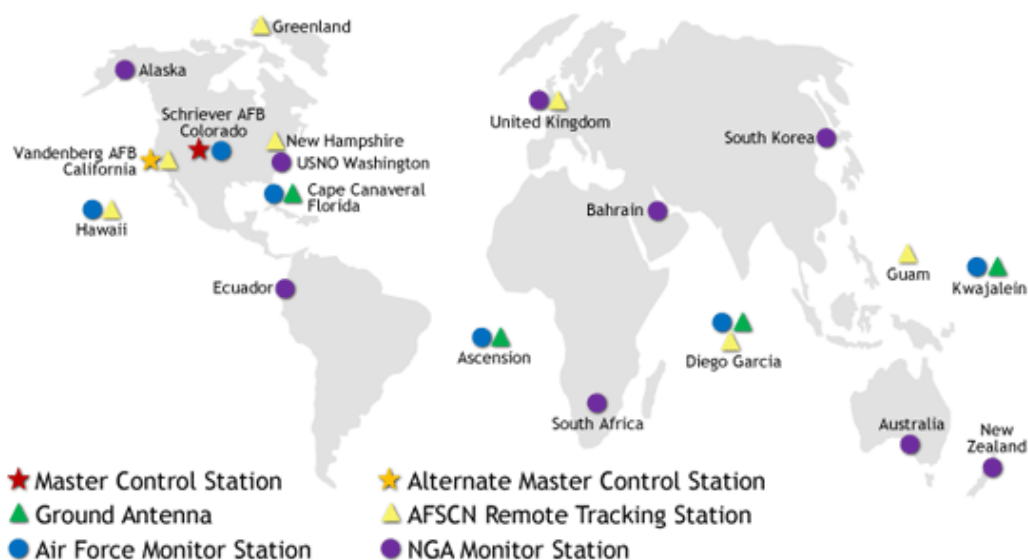 Greenland
Alaska
Schriever AFB
Colorado
New Hampshire
Vandenberg AFB
California
USNO Washington
Cape Canaveral
Florida
Hawaii
United Kingdom
South Korea
Bahrain
Guam
Kwajalein
Ecuador
Ascension
Diego Garcia
South Africa
Australia
New
Zealand
Master Control Station
Alternate Master Control Station
Ground Antenna
AFSCN Remote Tracking Station
Air Force Monitor Station
NGA Monitor Station